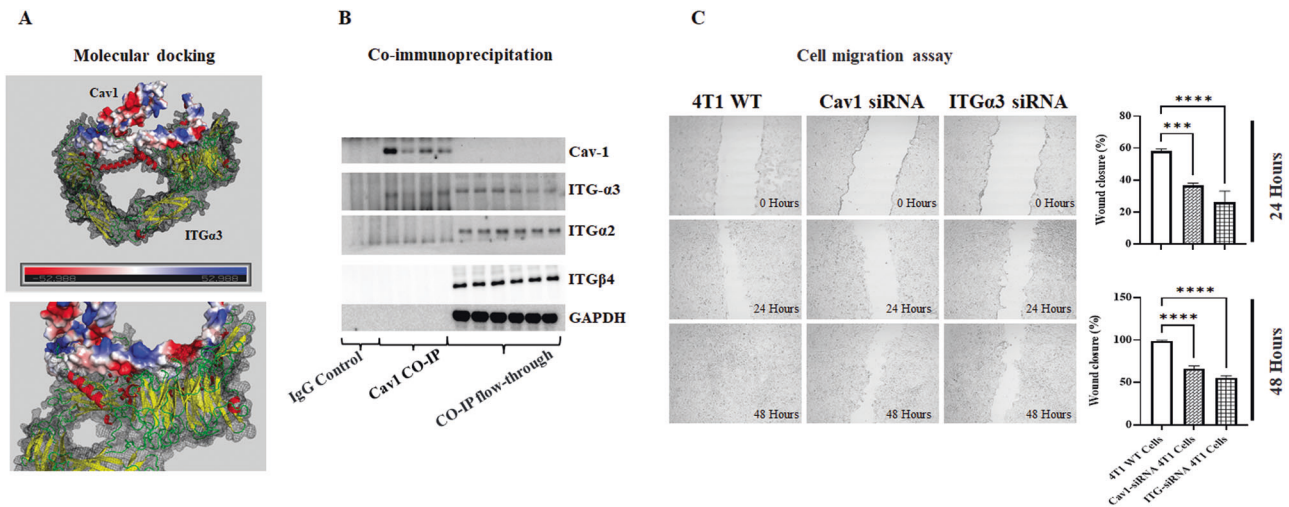 A
Molecular docking
Cav1
ITGα3
-52.988
52.988
B
Co-immunoprecipitation
Cav-1
ITG-α3
ITGα2
ITGβ4
GAPDH
IgG Control
Cav1 CO-IP
CO-IP flow-through
C
Cell migration assay
4T1 WT
Cav1 siRNA
ITGα3 siRNA
0 Hours
0 Hours
0 Hours
24 Hours
24 Hours
24 Hours
48 Hours
48 Hours
48 Hours
****
***
Wound closure (%)
80
60
40
20
0
24 Hours
****
****
Wound closure (%)
150
100
50
0
48 Hours
4T1 WT Cells
Cav1-siRNA 4T1 Cells
ITG-siRNA 4T1 Cells